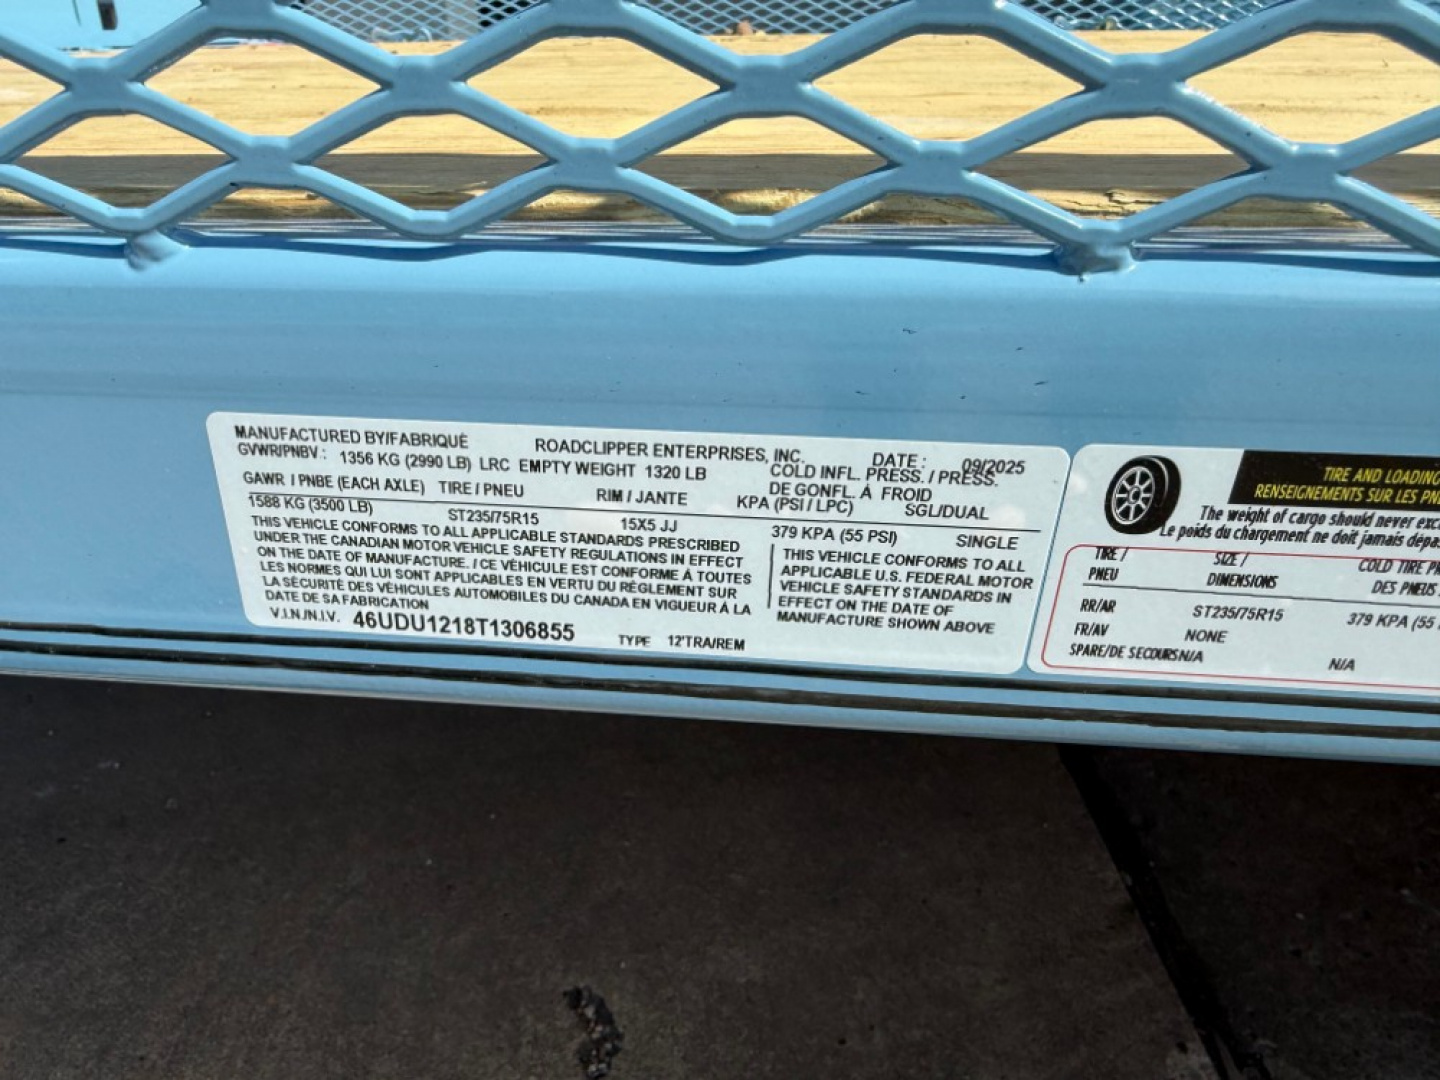 MANUFACTURED BY/FABRIQUÉ ROADCLIPPER ENTERPRISES, INC. DATE : 09/2025
GVWR/PNBV : 1356 KG (2990 LB) LRC EMPTY WEIGHT 1320 LB COLD INFL. PRESS. / PRESS.
DE GONFL. À FROID
GAWR / PNBE (EACH AXLE) TIRE / PNEU RIM / JANTE KPA (PSI / LPC) SGL/DUAL
1588 KG (3500 LB) ST235/75R15 15X5 JJ 379 KPA (55 PSI) SINGLE
THIS VEHICLE CONFORMS TO ALL APPLICABLE STANDARDS PRESCRIBED
UNDER THE CANADIAN MOTOR VEHICLE SAFETY REGULATIONS IN EFFECT
ON THE DATE OF MANUFACTURE. / CE VÉHICULE EST CONFORME À TOUTES
LES NORMES QUI LUI SONT APPLICABLES EN VERTU DU RÈGLEMENT SUR
LA SÉCURITÉ DES VÉHICULES AUTOMOBILES DU CANADA EN VIGUEUR À LA
DATE DE SA FABRICATION
THIS VEHICLE CONFORMS TO ALL
APPLICABLE U.S. FEDERAL MOTOR
VEHICLE SAFETY STANDARDS IN
EFFECT ON THE DATE OF
MANUFACTURE SHOWN ABOVE
V.I.N./N.I.V. 46UDU1218T1306855 TYPE 12'TRA/REM
TIRE AND LOADING
RENSEIGNEMENTS SUR LES
The weight of cargo should never
Le poids du chargement ne doit jamais
TIRE / SIZE / COLD TIRE
PNEU DIMENSIONS DES PNEUS
RR/AR ST235/75R15 379 KPA (55
FR/AV NONE
SPARE/DE SECOURS N/A N/A